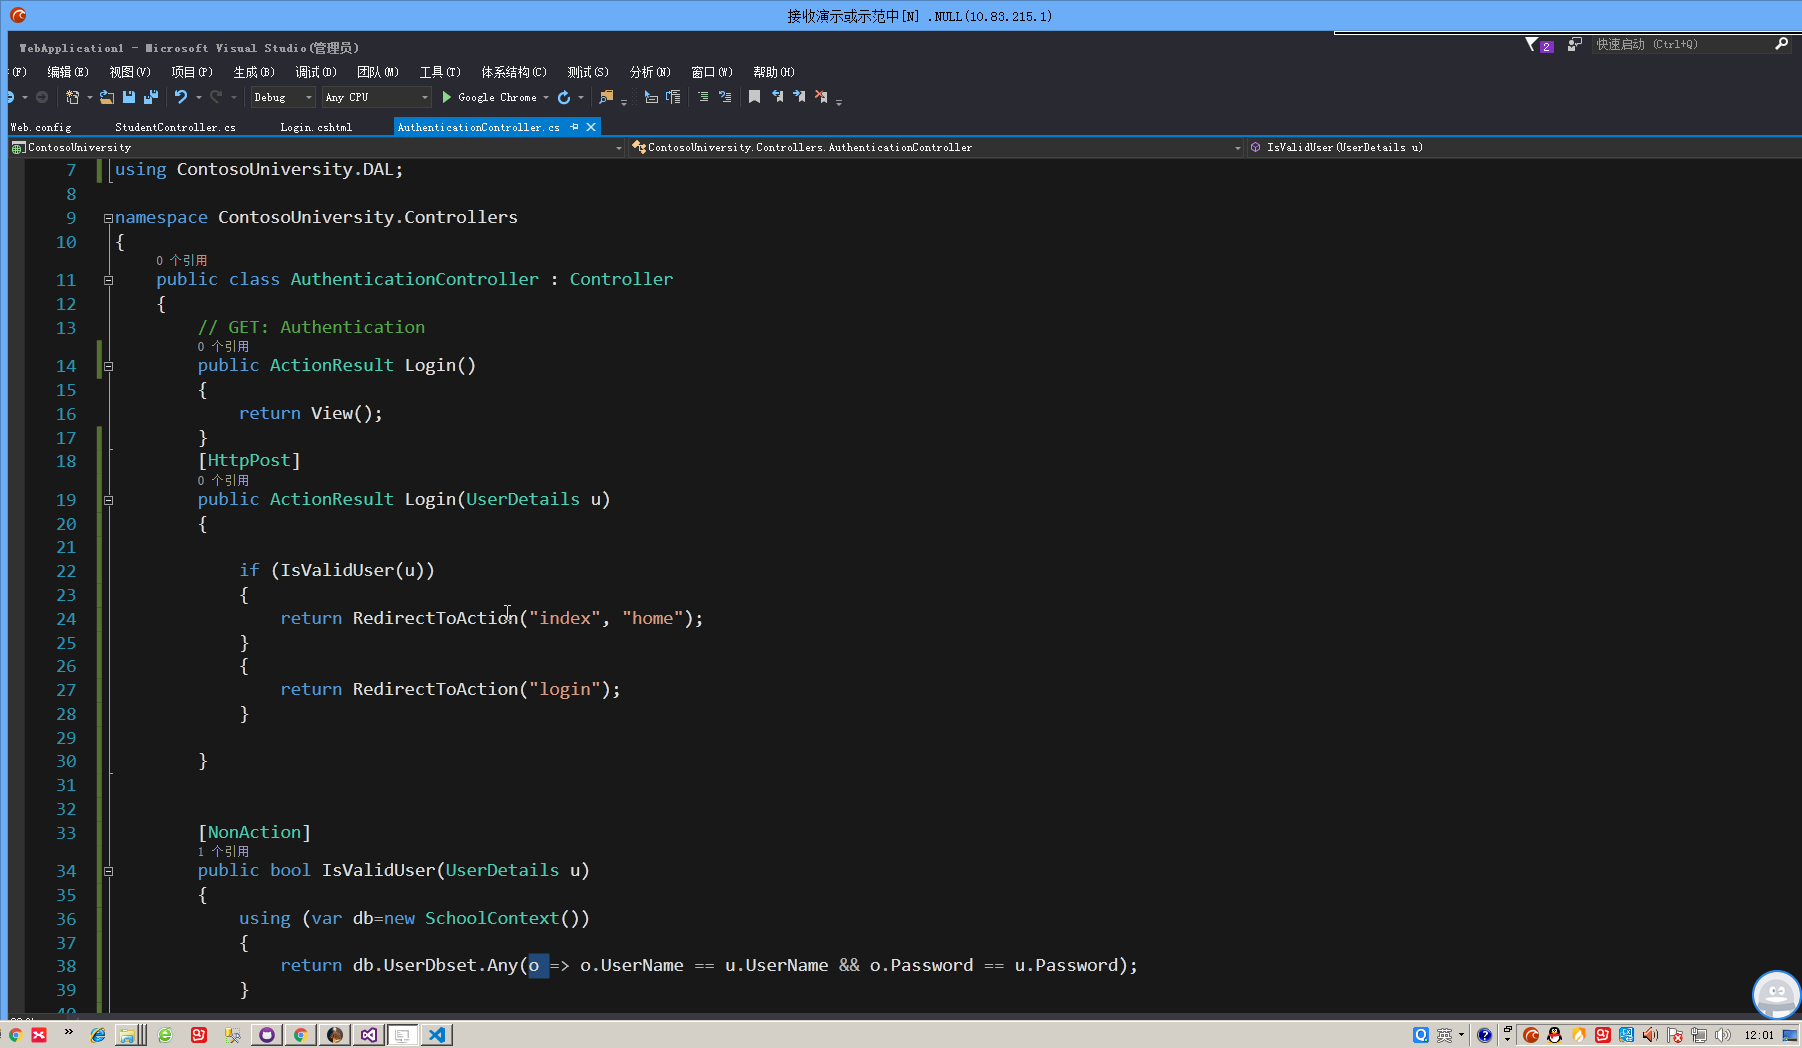 接收演示或示范中[N] .NULL(10.83.215.1)
WebApplication1 - Microsoft Visual Studio(管理员)
2
快速启动 (Ctrl+Q)
(F) 编辑(E) 视图(V) 项目(P) 生成(B) 调试(D) 团队(M) 工具(T) 体系结构(C) 测试(S) 分析(N) 窗口(W) 帮助(H)
Debug Any CPU Google Chrome
Web.config StudentController.cs Login.cshtml AuthenticationController.cs
ContosoUniversity ContosoUniversity.Controllers.AuthenticationController IsValidUser(UserDetails u)
7 using ContosoUniversity.DAL;
8
9 namespace ContosoUniversity.Controllers
10 {
0 个引用
11 public class AuthenticationController : Controller
12 {
13 // GET: Authentication
0 个引用
14 public ActionResult Login()
15 {
16 return View();
17 }
18 [HttpPost]
0 个引用
19 public ActionResult Login(UserDetails u)
20 {
21
22 if (IsValidUser(u))
23 {
24 return RedirectToAction("index", "home");
25 }
26 {
27 return RedirectToAction("login");
28 }
29
30 }
31
32
33 [NonAction]
1 个引用
34 public bool IsValidUser(UserDetails u)
35 {
36 using (var db=new SchoolContext())
37 {
38 return db.UserDbset.Any(o => o.UserName == u.UserName && o.Password == u.Password);
39 }
40
英
12:01